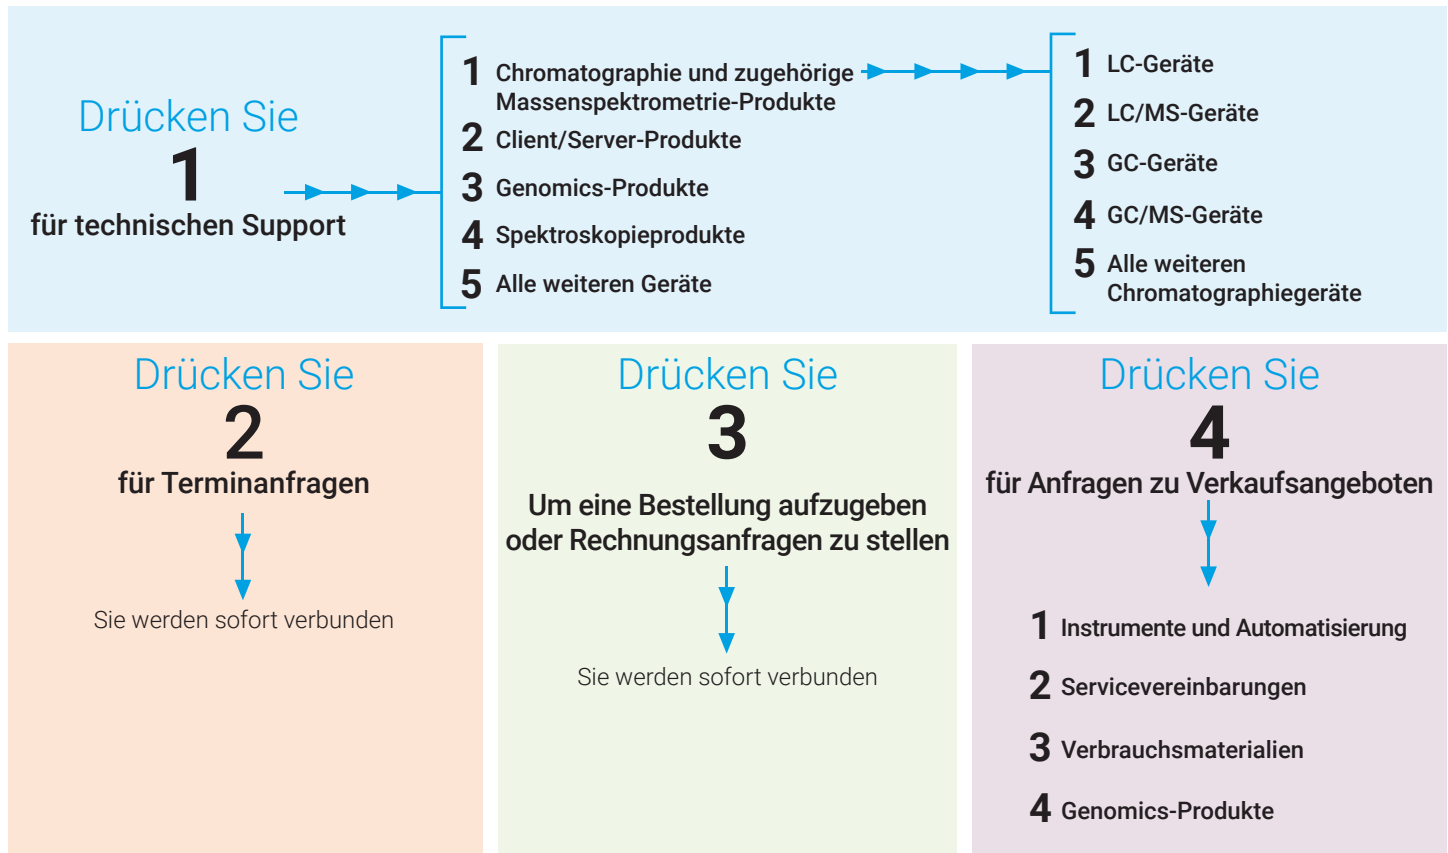 Drücken Sie
1
für technischen Support
1 Chromatographie und zugehörige
Massenspektrometrie-Produkte
2 Client/Server-Produkte
3 Genomics-Produkte
4 Spektroskopieprodukte
5 Alle weiteren Geräte
1 LC-Geräte
2 LC/MS-Geräte
3 GC-Geräte
4 GC/MS-Geräte
5 Alle weiteren
Chromatographiegeräte
Drücken Sie
2
für Terminanfragen
Sie werden sofort verbunden
Drücken Sie
3
Um eine Bestellung aufzugeben
oder Rechnungsanfragen zu stellen
Sie werden sofort verbunden
Drücken Sie
4
für Anfragen zu Verkaufsangeboten
1 Instrumente und Automatisierung
2 Servicevereinbarungen
3 Verbrauchsmaterialien
4 Genomics-Produkte